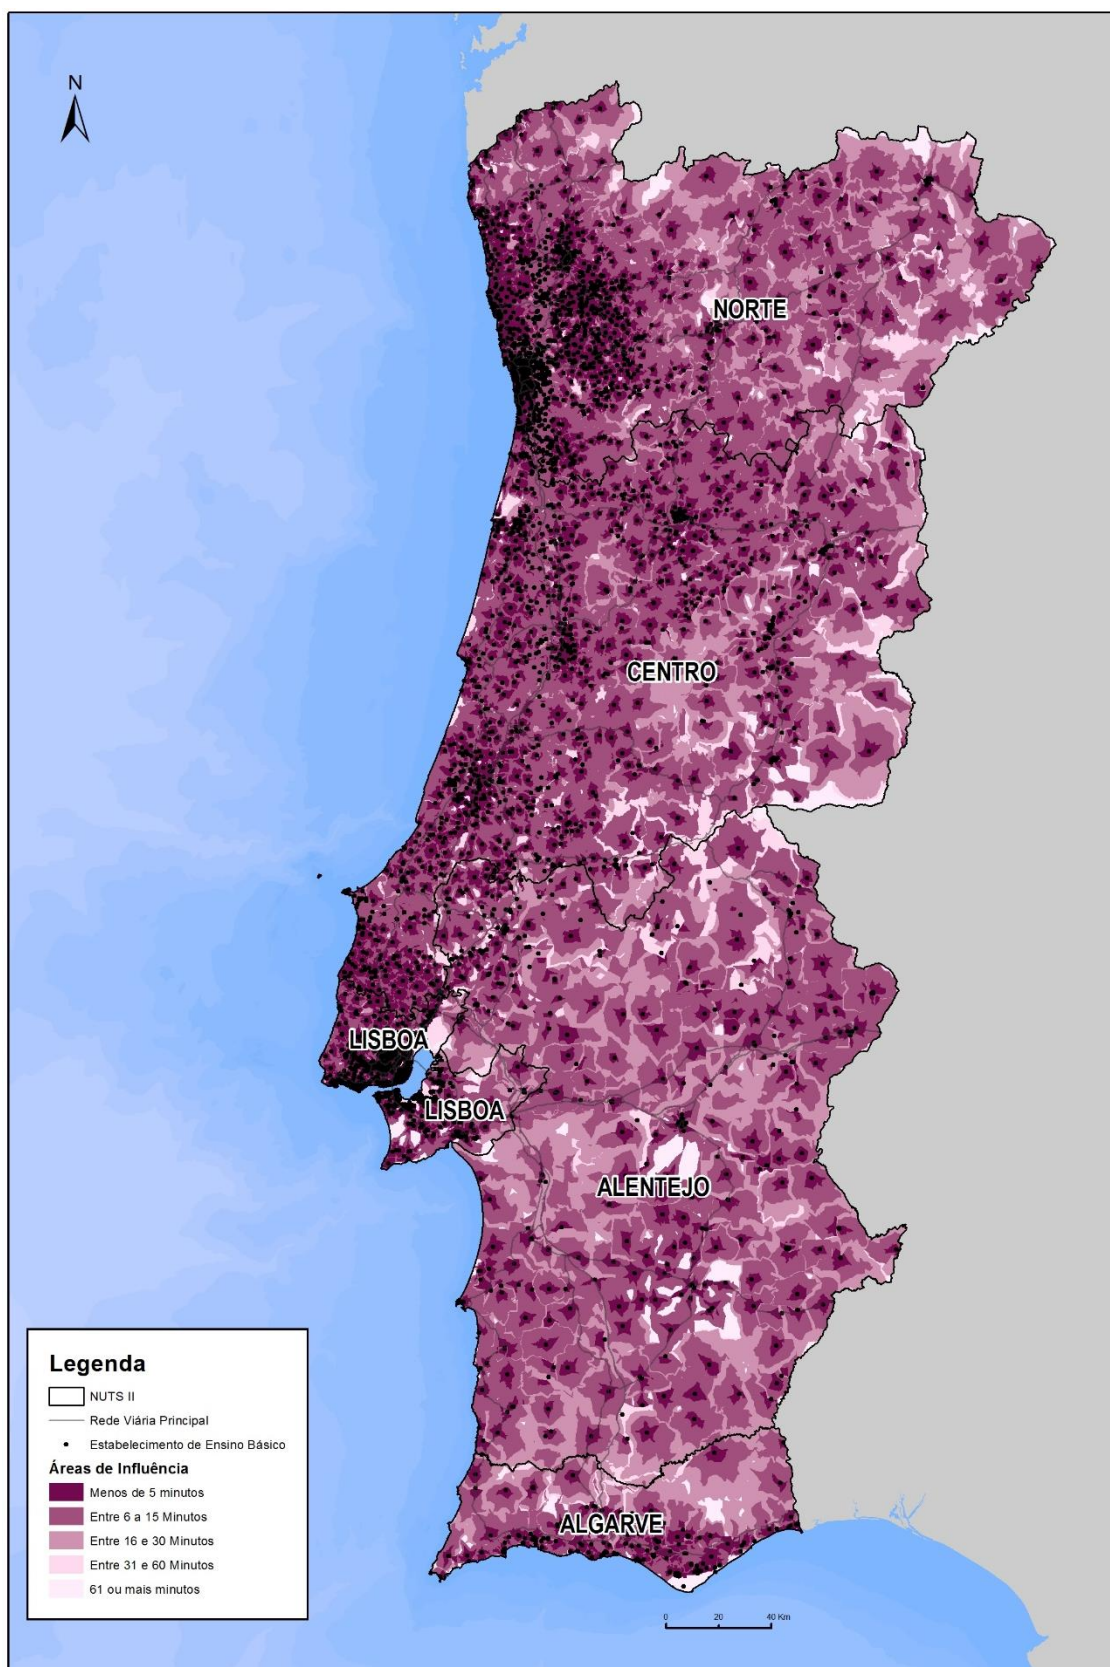 N
NORTE
CENTRO
LISBOA
LISBOA
ALENTEJO
ALGARVE
Legenda
NUTS II
Rede Viária Principal
Estabelecimento de Ensino Básico
Áreas de Influência
Menos de 5 minutos
Entre 6 a 15 Minutos
Entre 16 e 30 Minutos
Entre 31 e 60 Minutos
61 ou mais minutos
0 20 40 Km